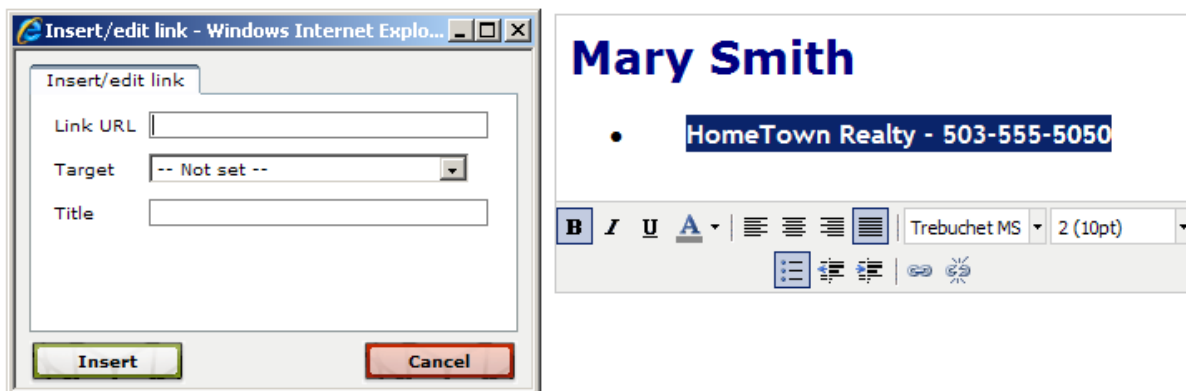 Insert/edit link - Windows Internet Explo...
Insert/edit link
Link URL
Target -- Not set --
Title
Insert Cancel
Mary Smith
• HomeTown Realty - 503-555-5050
B I U A Trebuchet MS 2 (10pt)